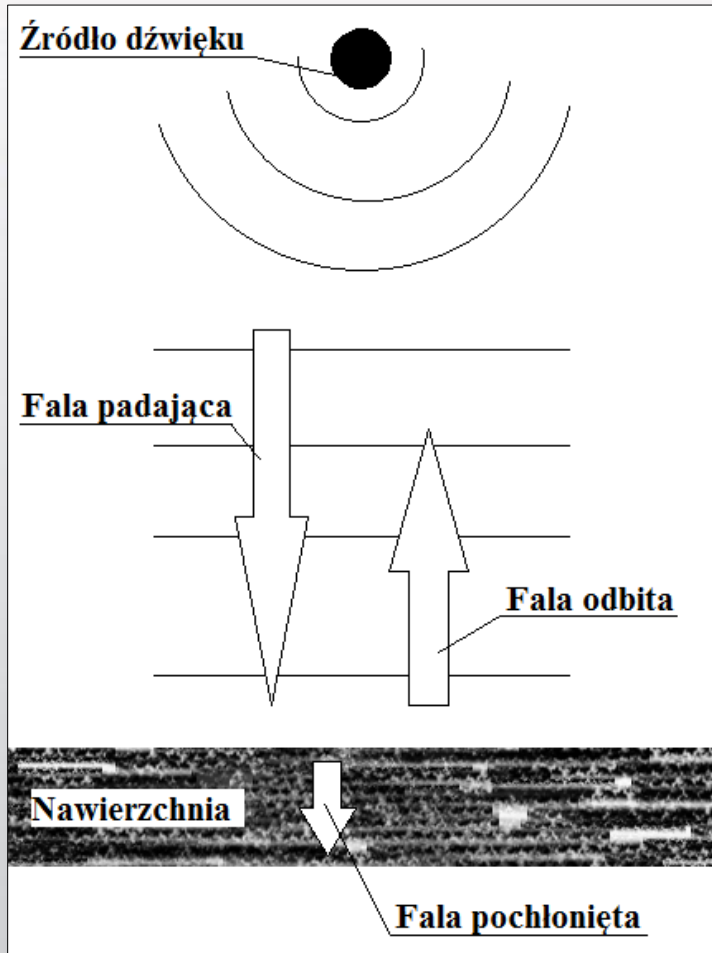 Źródło dźwięku
Fala padająca
Fala odbita
Nawierzchnia
Fala pochłonięta